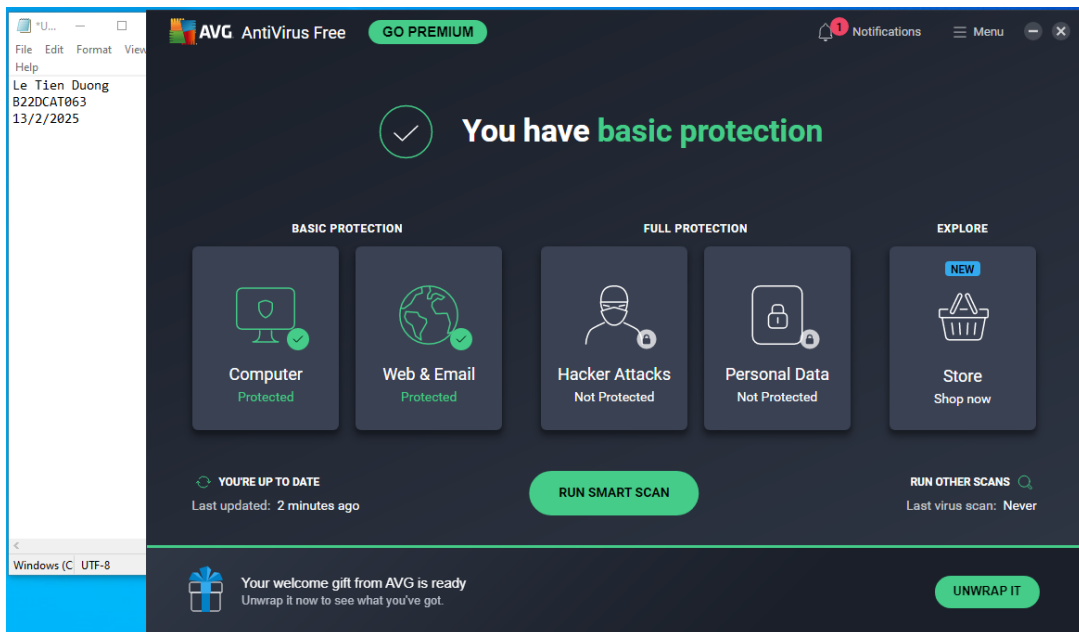 *U...
File Edit Format View
Help
Le Tien Duong
B22DCAT063
13/2/2025
Windows (C UTF-8
AVG AntiVirus Free GO PREMIUM 1 Notifications Menu
You have basic protection
BASIC PROTECTION FULL PROTECTION EXPLORE
NEW
Computer Web & Email Hacker Attacks Personal Data Store
Protected Protected Not Protected Not Protected Shop now
YOU'RE UP TO DATE RUN SMART SCAN RUN OTHER SCANS
Last updated: 2 minutes ago Last virus scan: Never
Your welcome gift from AVG is ready
Unwrap it now to see what you've got. UNWRAP IT